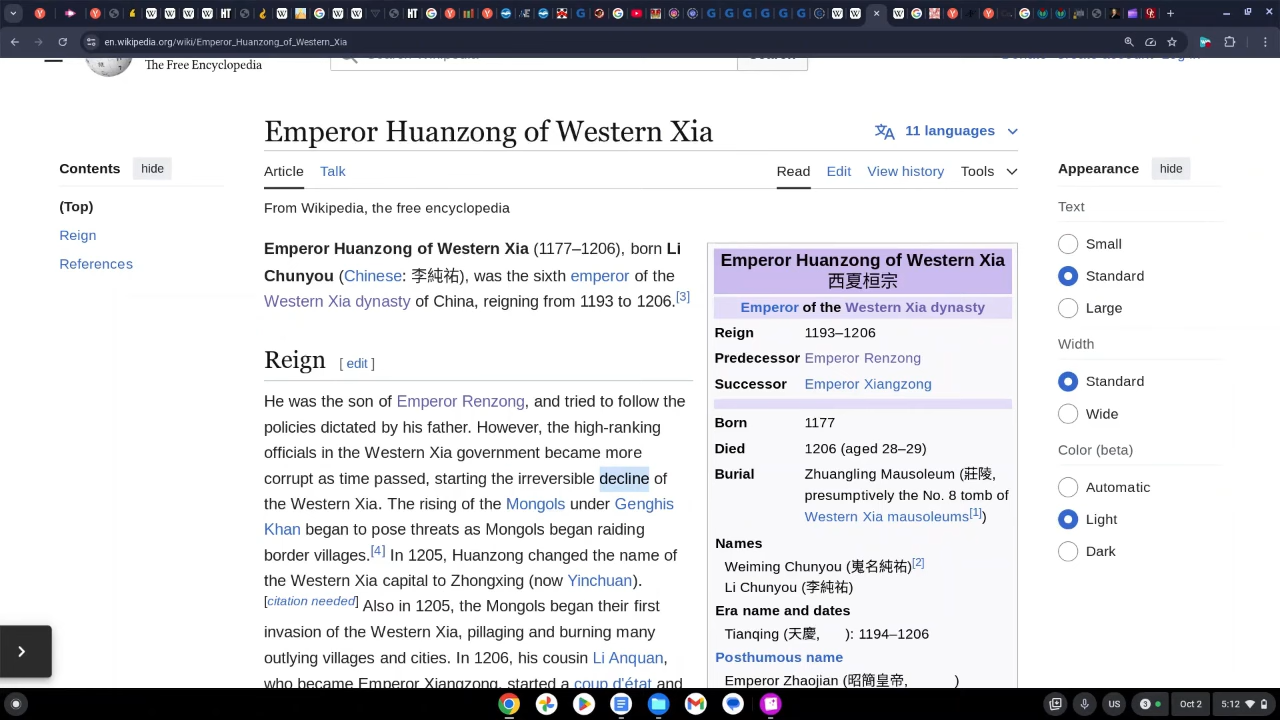 en.wikipedia.org/wiki/Emperor_Huanzong_of_Western_Xia
The Free Encyclopedia
Emperor Huanzong of Western Xia
11 languages
Contents hide
(Top)
Reign
References
Article Talk
Read Edit View history Tools
From Wikipedia, the free encyclopedia
Emperor Huanzong of Western Xia (1177–1206), born Li
Chunyou (Chinese: 李純祐), was the sixth emperor of the
Western Xia dynasty of China, reigning from 1193 to 1206.[3]
Reign [ edit ]
He was the son of Emperor Renzong, and tried to follow the
policies dictated by his father. However, the high-ranking
officials in the Western Xia government became more
corrupt as time passed, starting the irreversible decline of
the Western Xia. The rising of the Mongols under Genghis
Khan began to pose threats as Mongols began raiding
border villages.[4] In 1205, Huanzong changed the name of
the Western Xia capital to Zhongxing (now Yinchuan).
[citation needed] Also in 1205, the Mongols began their first
invasion of the Western Xia, pillaging and burning many
outlying villages and cities. In 1206, his cousin Li Anquan,
who became Emperor Xiangzong, started a coup d'état and
Emperor Huanzong of Western Xia
西夏桓宗
Emperor of the Western Xia dynasty
Reign 1193–1206
Predecessor Emperor Renzong
Successor Emperor Xiangzong
Born 1177
Died 1206 (aged 28–29)
Burial Zhuangling Mausoleum (莊陵,
presumptively the No. 8 tomb of
Western Xia mausoleums[1])
Names
Weiming Chunyou (嵬名純祐)[2]
Li Chunyou (李純祐)
Era name and dates
Tianqing (天慶, ): 1194–1206
Posthumous name
Emperor Zhaojian (昭簡皇帝, )
Appearance hide
Text
Small
Standard
Large
Width
Standard
Wide
Color (beta)
Automatic
Light
Dark
US
3
Oct 2
5:12